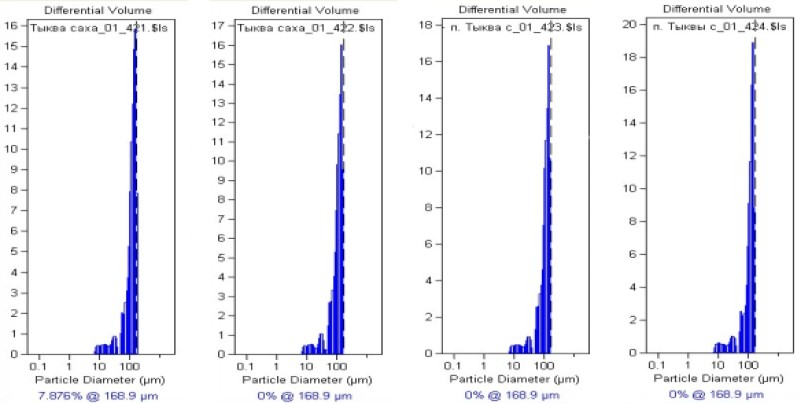 Differential Volume
Тыква саха_01_421.$ls
16
15
14
13
12
11
10
9
8
7
6
5
4
3
2
1
0
0.1 1 10 100
Particle Diameter (µm)
7.876% @ 168.9 µm
Differential Volume
Тыква саха_01_422.$ls
17
16
15
14
13
12
11
10
9
8
7
6
5
4
3
2
1
0
0.1 1 10 100
Particle Diameter (µm)
0% @ 168.9 µm
Differential Volume
п. Тыква с_01_423.$ls
18
16
14
12
10
8
6
4
2
0
0.1 1 10 100
Particle Diameter (µm)
0% @ 168.9 µm
Differential Volume
п. Тыквы с_01_424.$ls
20
18
16
14
12
10
8
6
4
2
0
0.1 1 10 100
Particle Diameter (µm)
0% @ 168.9 µm